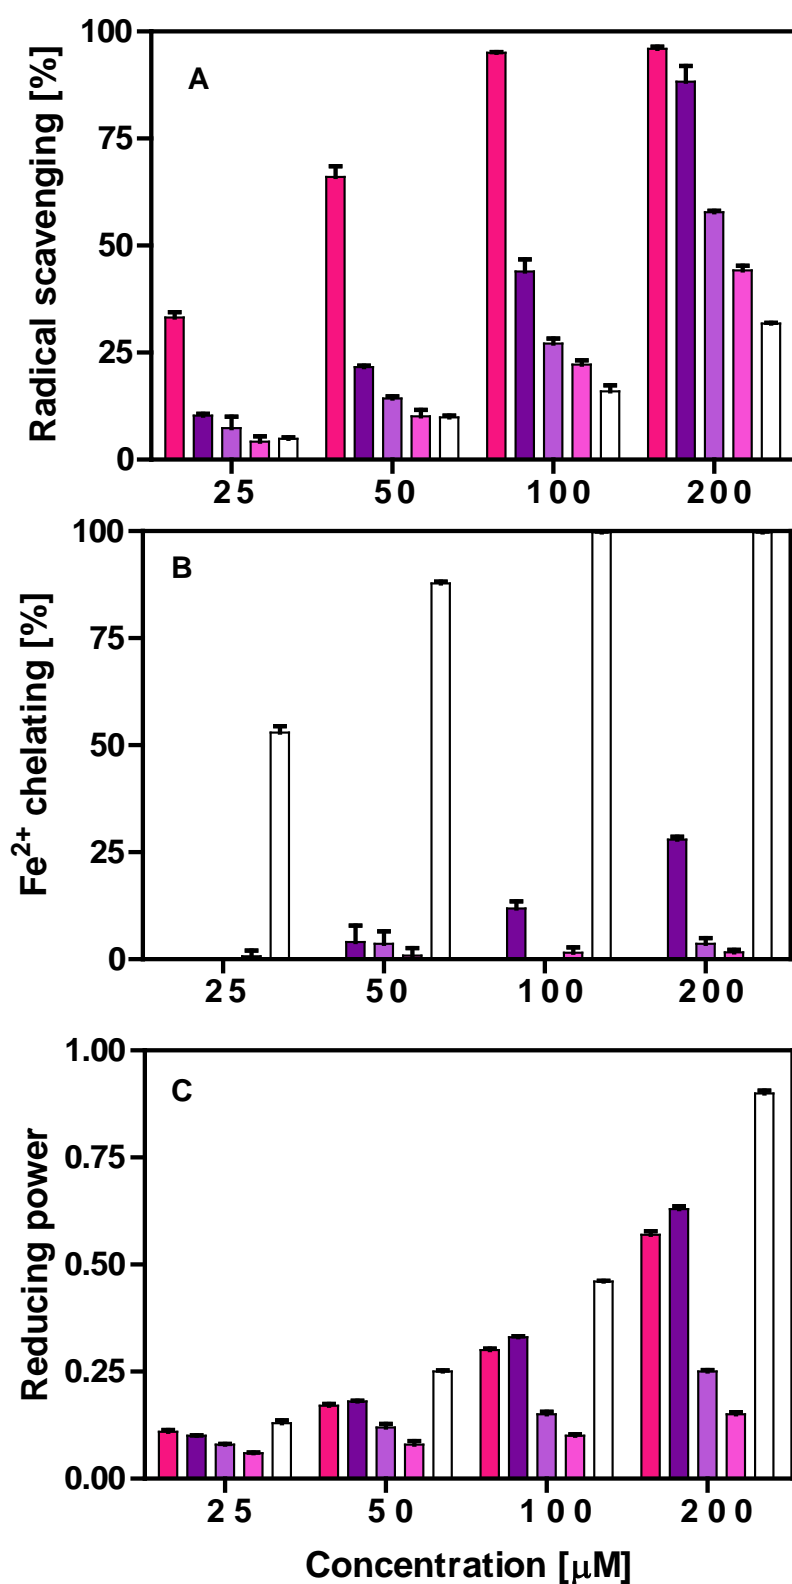 A
Radical scavenging [%]
100
75
50
25
0
25 50 100 200
B
Fe²⁺ chelating [%]
100
75
50
25
0
25 50 100 200
C
Reducing power
1.00
0.75
0.50
0.25
0.00
25 50 100 200
Concentration [μM]